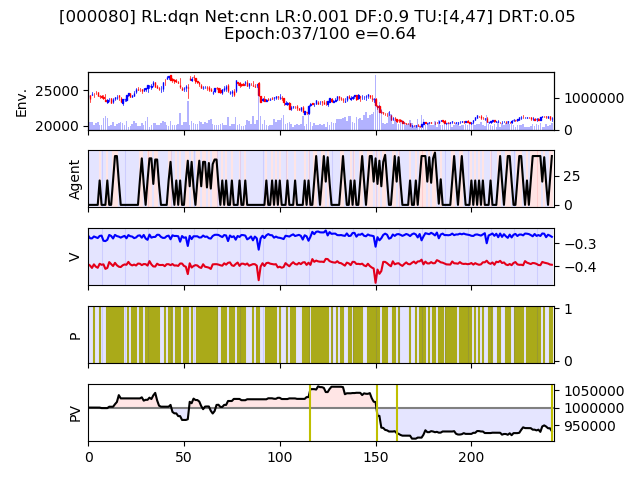 [000080] RL:dqn Net:cnn LR:0.001 DF:0.9 TU:[4,47] DRT:0.05
Epoch:037/100 e=0.64
Env.
25000
20000
1000000
0
Agent
25
0
V
−0.3
−0.4
P
1
0
PV
1050000
1000000
950000
0
50
100
150
200